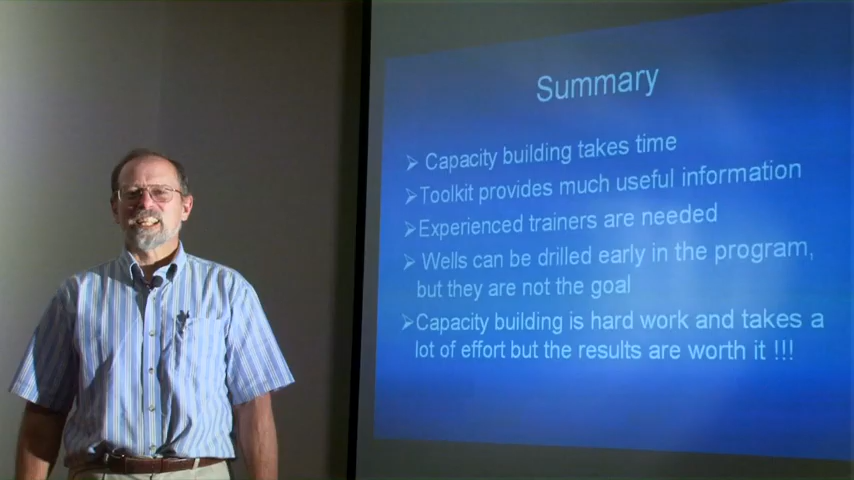 Summary
➢ Capacity building takes time
➢ Toolkit provides much useful information
➢ Experienced trainers are needed
➢ Wells can be drilled early in the program,
but they are not the goal
➢ Capacity building is hard work and takes a
lot of effort but the results are worth it !!!